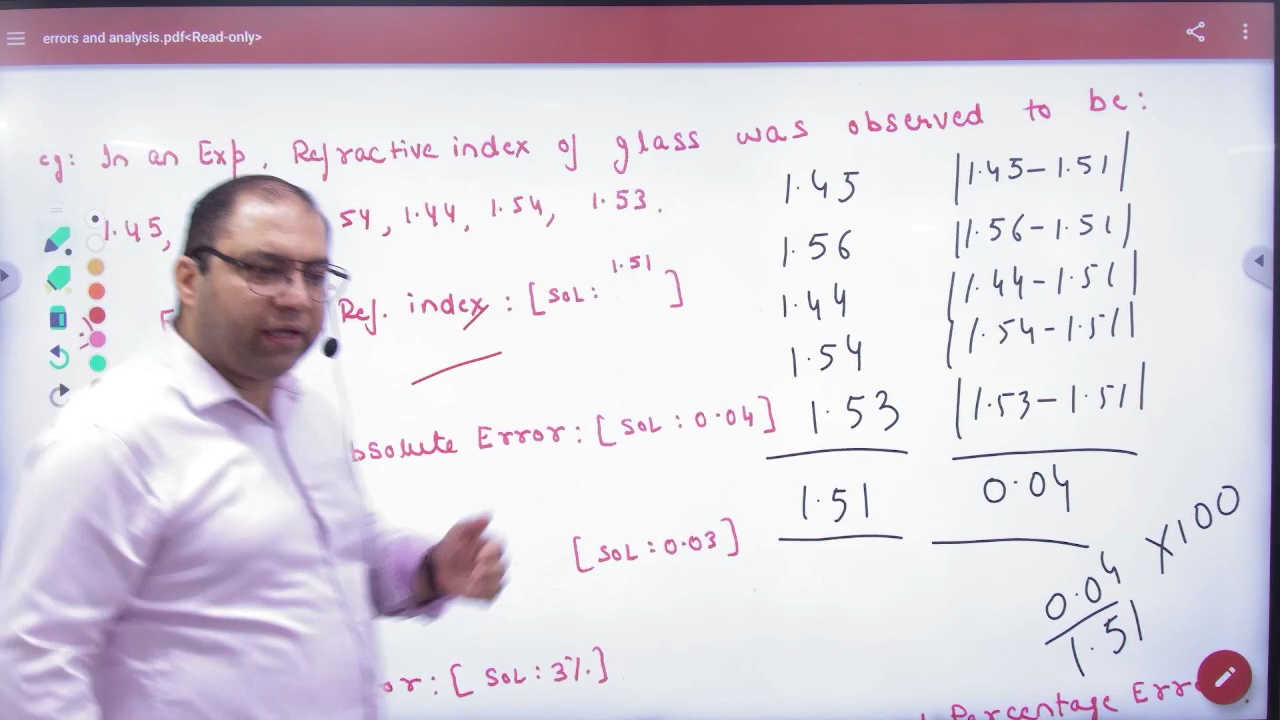 errors and analysis.pdf<Read-only>
eg: In an Exp, Refractive index of glass was observed to be:
1.45, 54, 1.44, 1.54, 1.53.
Ref. index: [SOL: 1.51]
bsolute Error: [SOL: 0.04]
[SOL: 0.03]
or: [SOL: 3%]
1.45 |1.45-1.51|
1.56 |1.56-1.51|
1.44 |1.44-1.51|
1.54 |1.54-1.51|
1.53 |1.53-1.51|
1.51 0.04
0.04/1.51 ×100
Percentage Erro